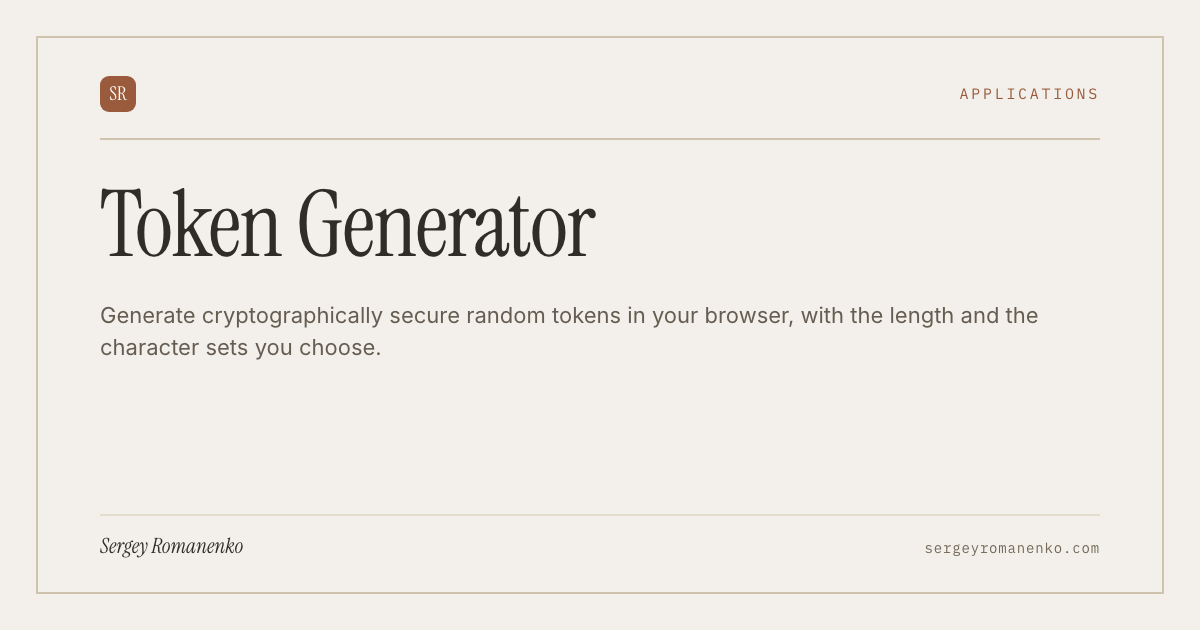 SR
APPLICATIONS
Token Generator
Generate cryptographically secure random tokens in your browser, with the length and the
character sets you choose.
Sergey Romanenko
sergeyromanenko.com